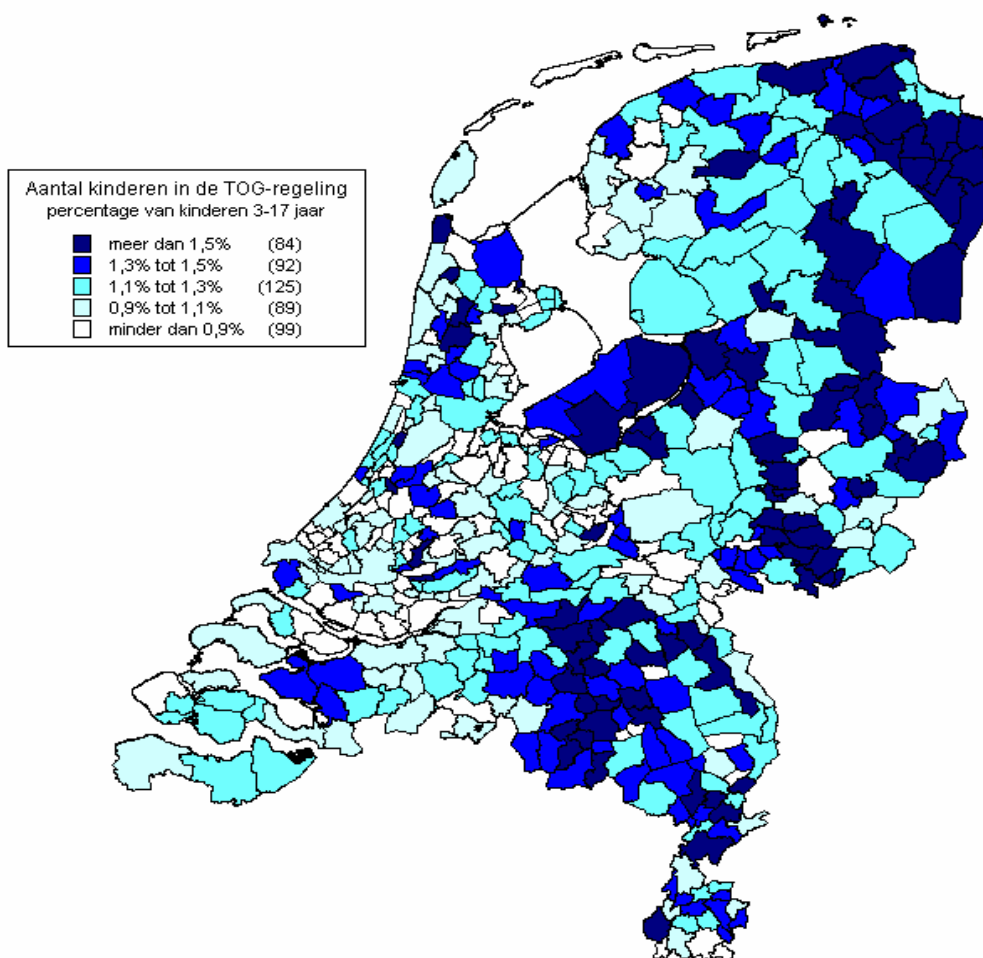 Aantal kinderen in de TOG-regeling
percentage van kinderen 3-17 jaar
meer dan 1,5% (84)
1,3% tot 1,5% (92)
1,1% tot 1,3% (125)
0,9% tot 1,1% (89)
minder dan 0,9% (99)